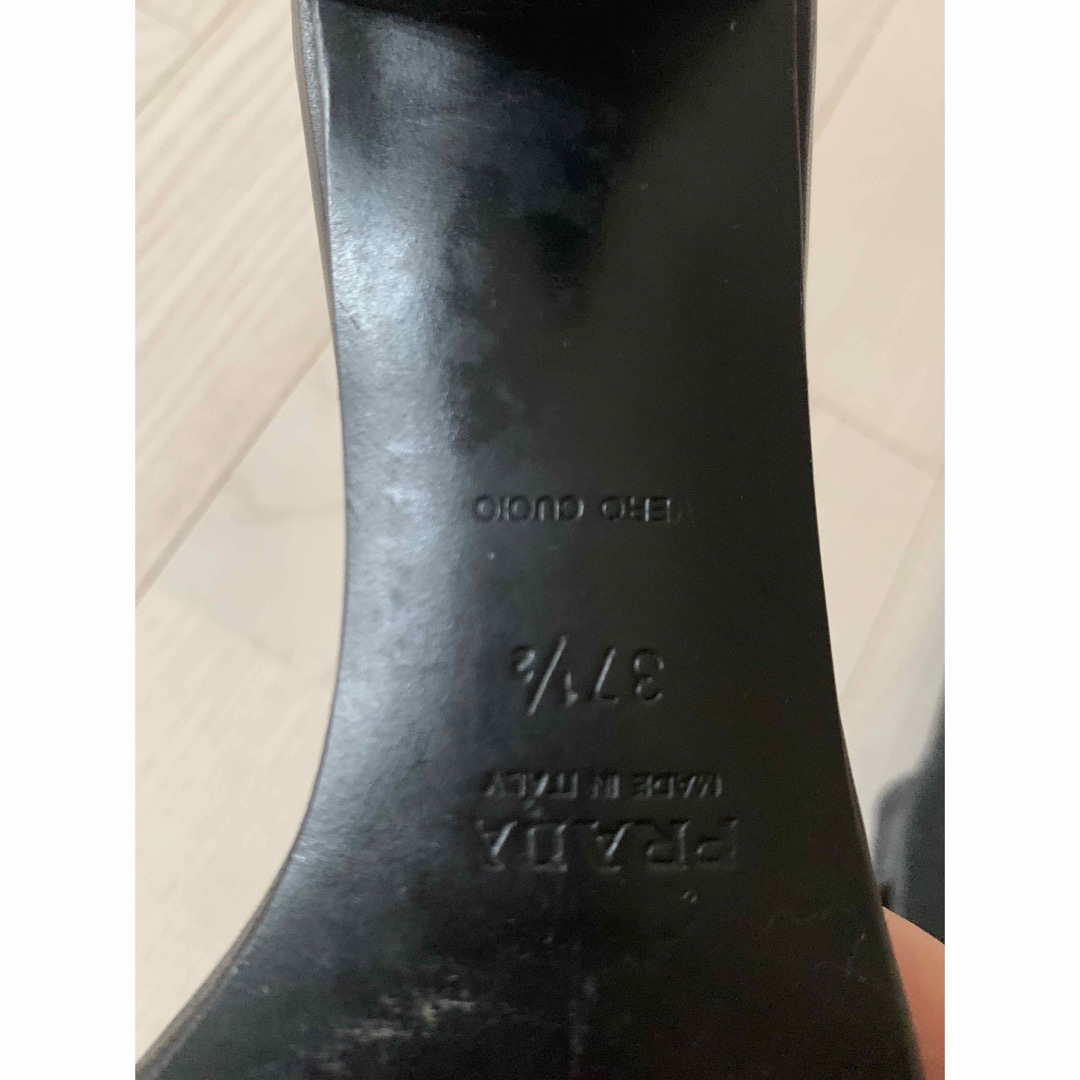 PRADA
MADE IN ITALY
37½
VERO CUOIO